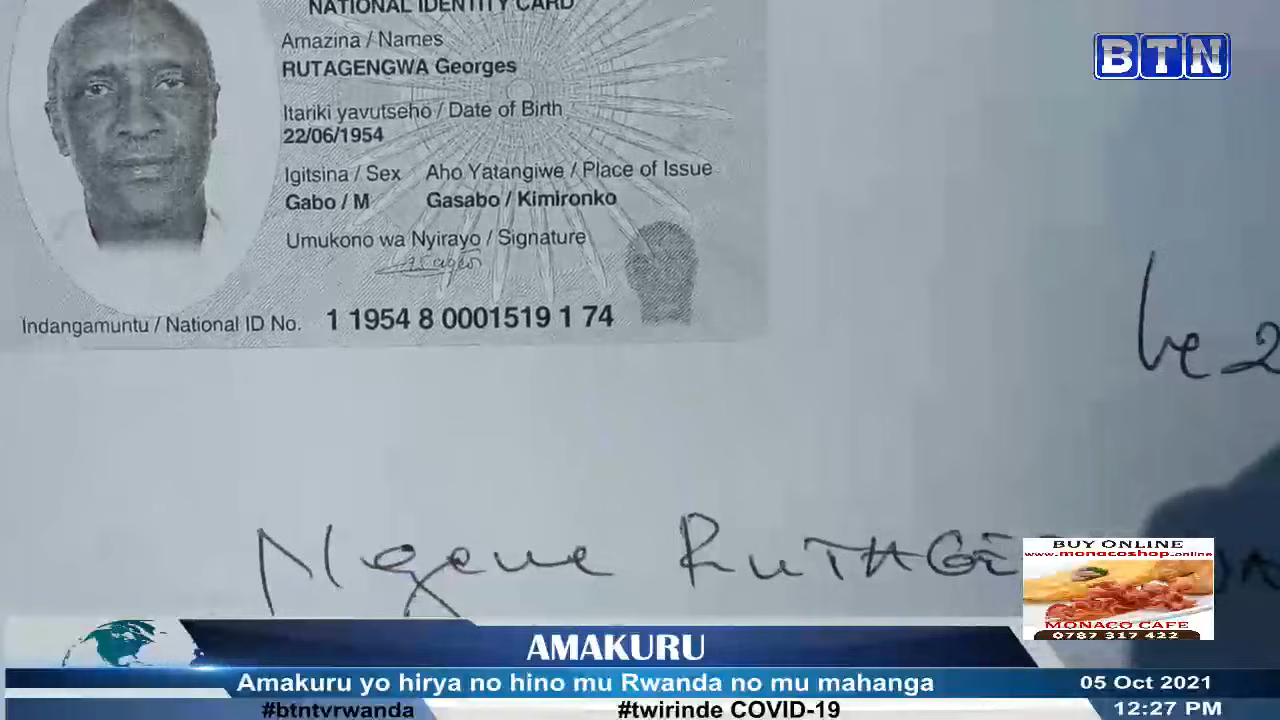 NATIONAL IDENTITY CARD
Amazina / Names
RUTAGENGWA Georges
Itariki yavutseho / Date of Birth
22/06/1954
Igitsina / Sex Aho Yatangiwe / Place of Issue
Gabo / M Gasabo / Kimironko
Umukono wa Nyirayo / Signature
Indangamuntu / National ID No. 1 1954 8 0001519 1 74
BTN
le 2
RUTAGE
BUY ONLINE
www.monacoshop.online
MONACO CAFE
0787 317 422
AMAKURU
Amakuru yo hirya no hino mu Rwanda no mu mahanga
05 Oct 2021
#btntvrwanda
#twirinde COVID-19
12:27 PM